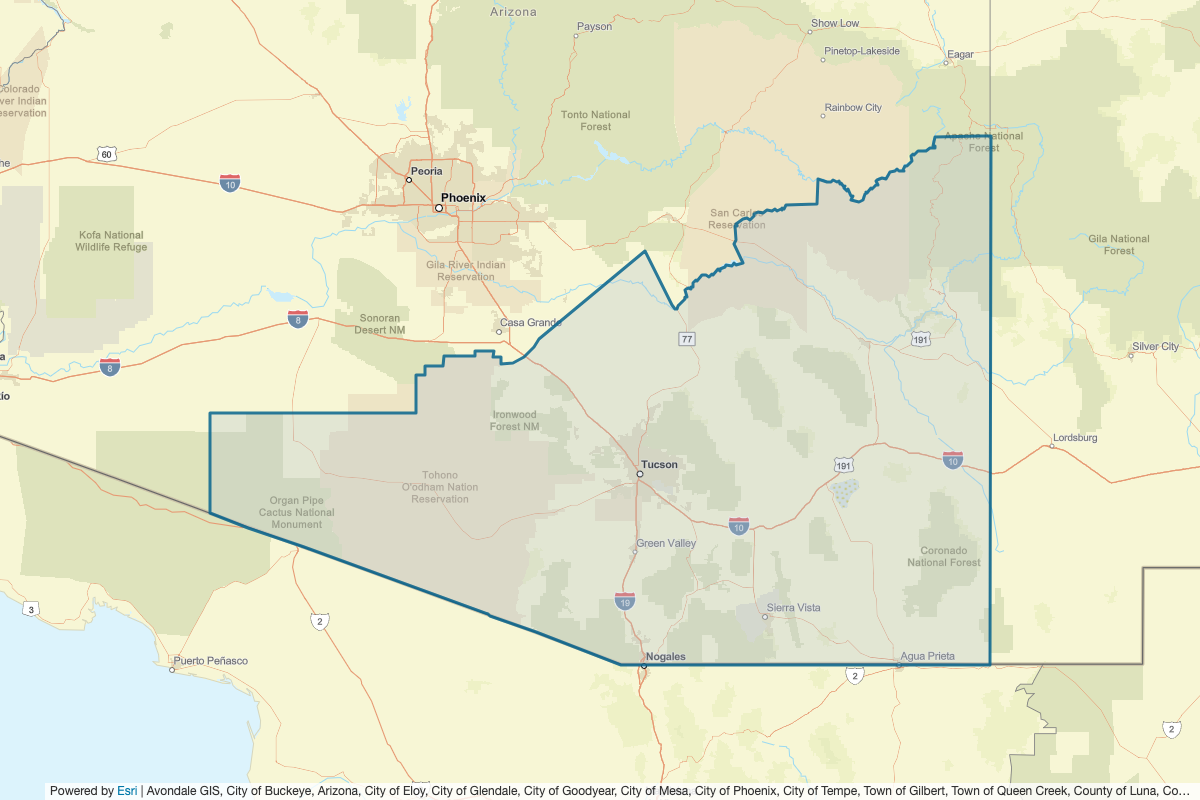 Arizona
Payson
Show Low
Pinetop-Lakeside
Eagar
Colorado
ver Indian
eservation
Rainbow City
Tonto National
Forest
Apache National
Forest
60
he
Peoria
10
Phoenix
San Carlos
Reservation
Kofa National
Wildlife Refuge
Gila National
Forest
Gila River Indian
Reservation
Sonoran
Desert NM
8
Casa Grande
77
191
Silver City
a
8
ío
Ironwood
Forest NM
Lordsburg
Tucson
191
10
Tohono
O'odham Nation
Reservation
Organ Pipe
Cactus National
Monument
10
Green Valley
Coronado
National Forest
3
2
19
Sierra Vista
Puerto Peñasco
Nogales
Agua Prieta
2
2
Powered by Esri | Avondale GIS, City of Buckeye, Arizona, City of Eloy, City of Glendale, City of Goodyear, City of Mesa, City of Phoenix, City of Tempe, Town of Gilbert, Town of Queen Creek, County of Luna, Co…